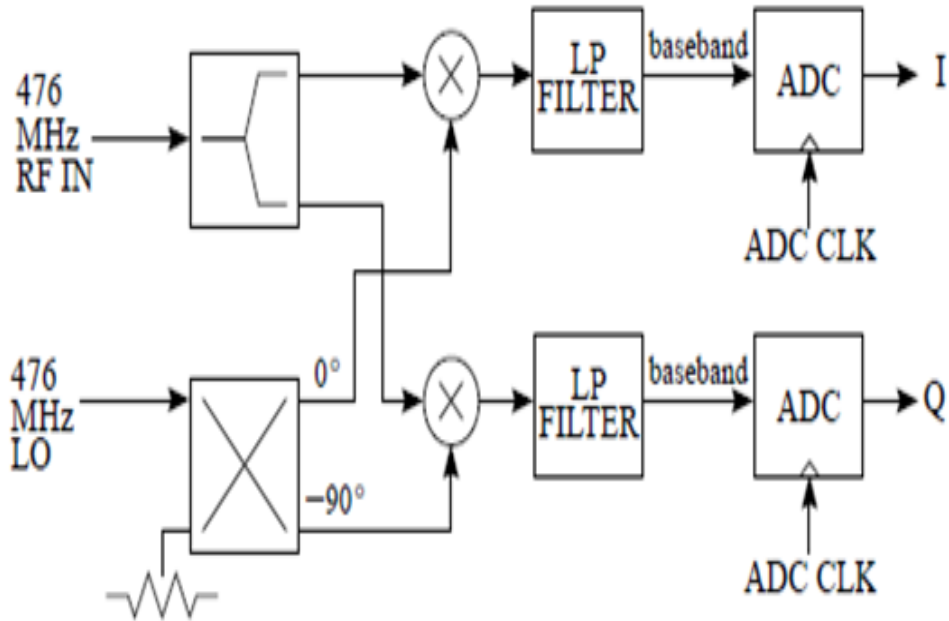 476
MHz
RF IN
LP
FILTER
baseband
ADC
I
ADC CLK
476
MHz
LO
0°
−90°
LP
FILTER
baseband
ADC
Q
ADC CLK